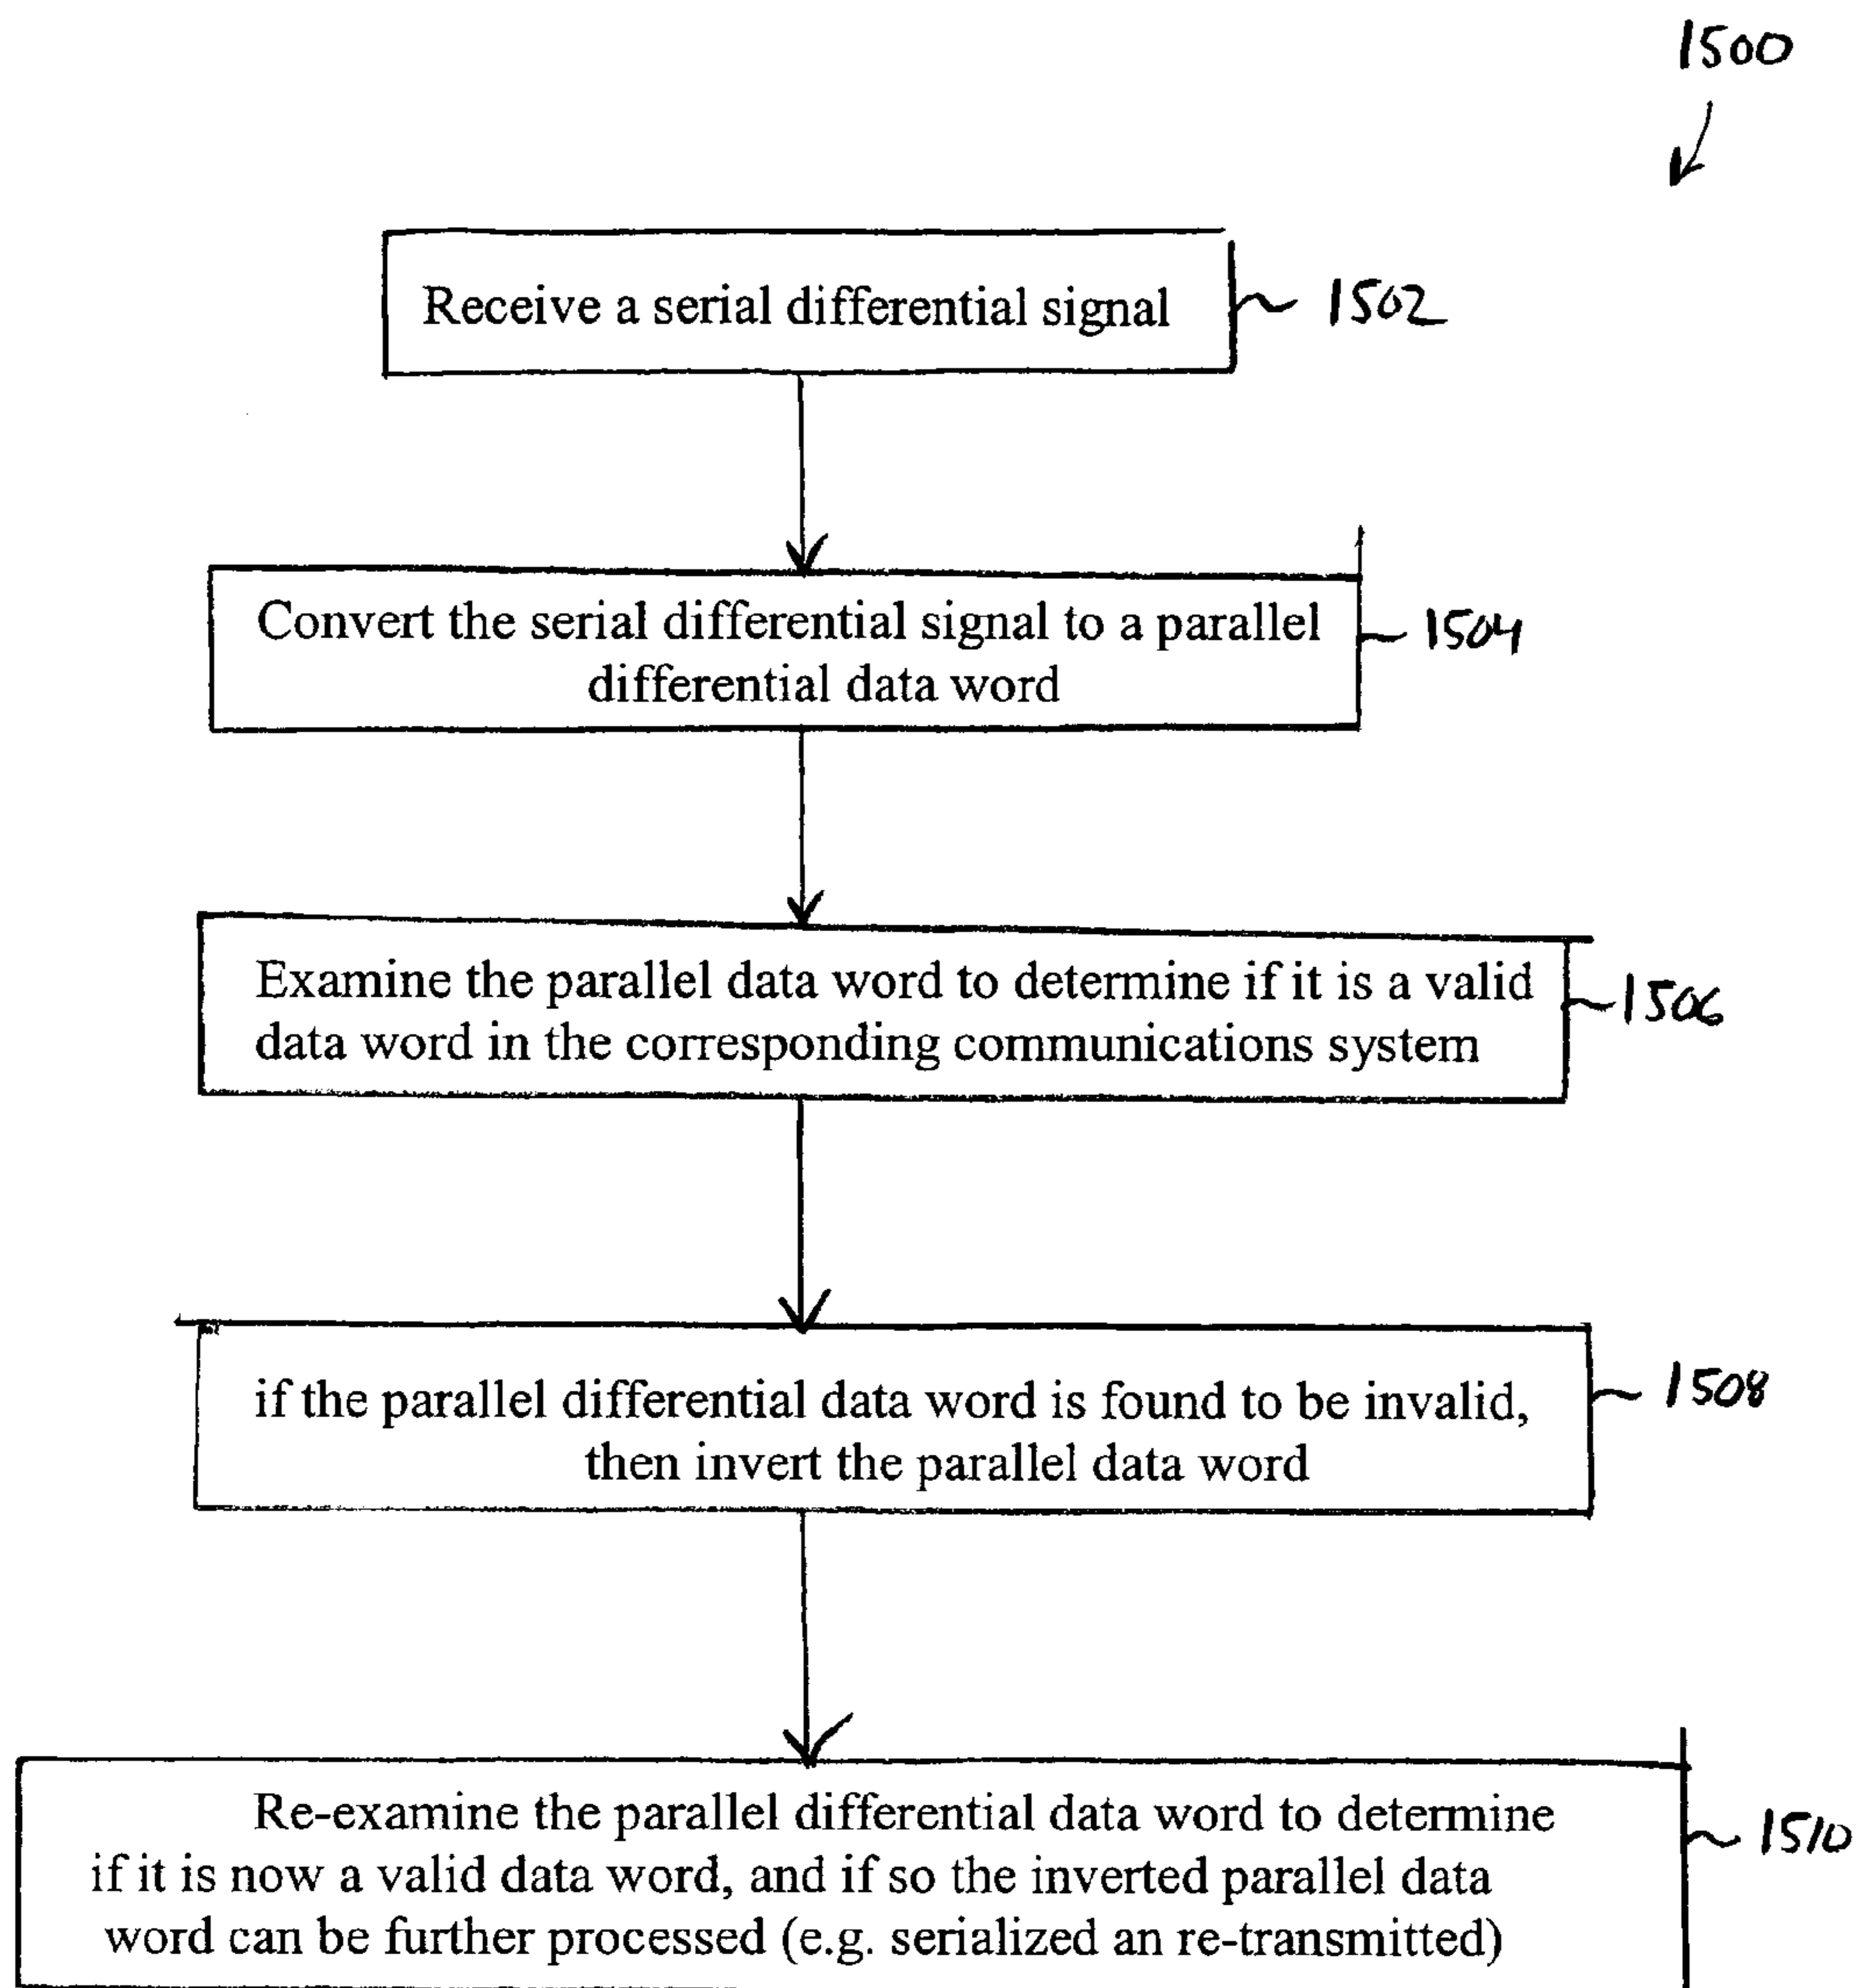 1500
Receive a serial differential signal
1502
Convert the serial differential signal to a parallel
differential data word
1504
Examine the parallel data word to determine if it is a valid
data word in the corresponding communications system
1506
if the parallel differential data word is found to be invalid,
then invert the parallel data word
1508
Re-examine the parallel differential data word to determine
if it is now a valid data word, and if so the inverted parallel data
word can be further processed (e.g. serialized an re-transmitted)
1510